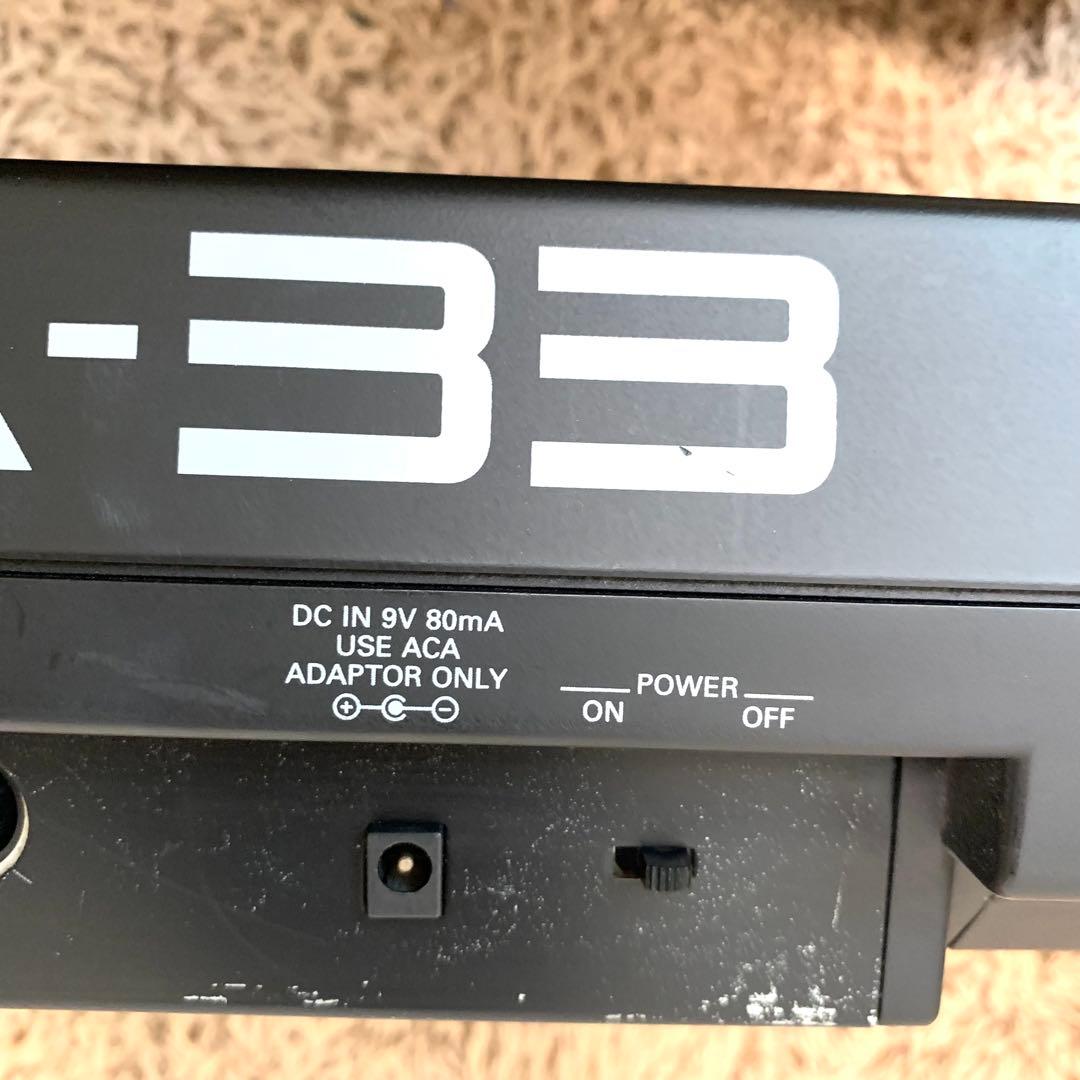 -33
DC IN 9V 80mA
USE ACA
ADAPTOR ONLY
POWER
ON OFF